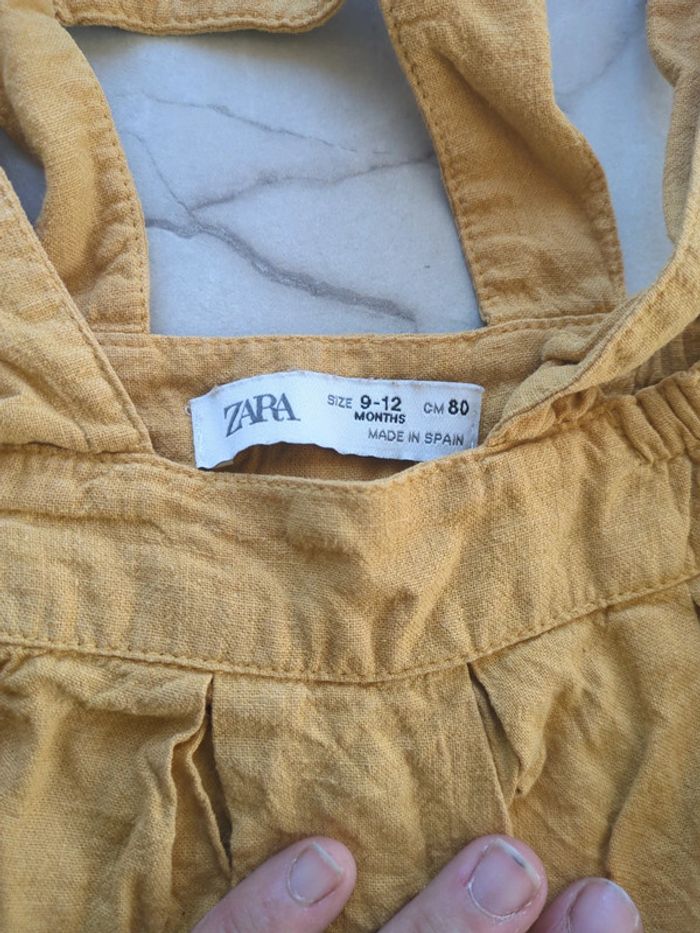 ZARA
SIZE 9-12 CM 80
MONTHS
MADE IN SPAIN